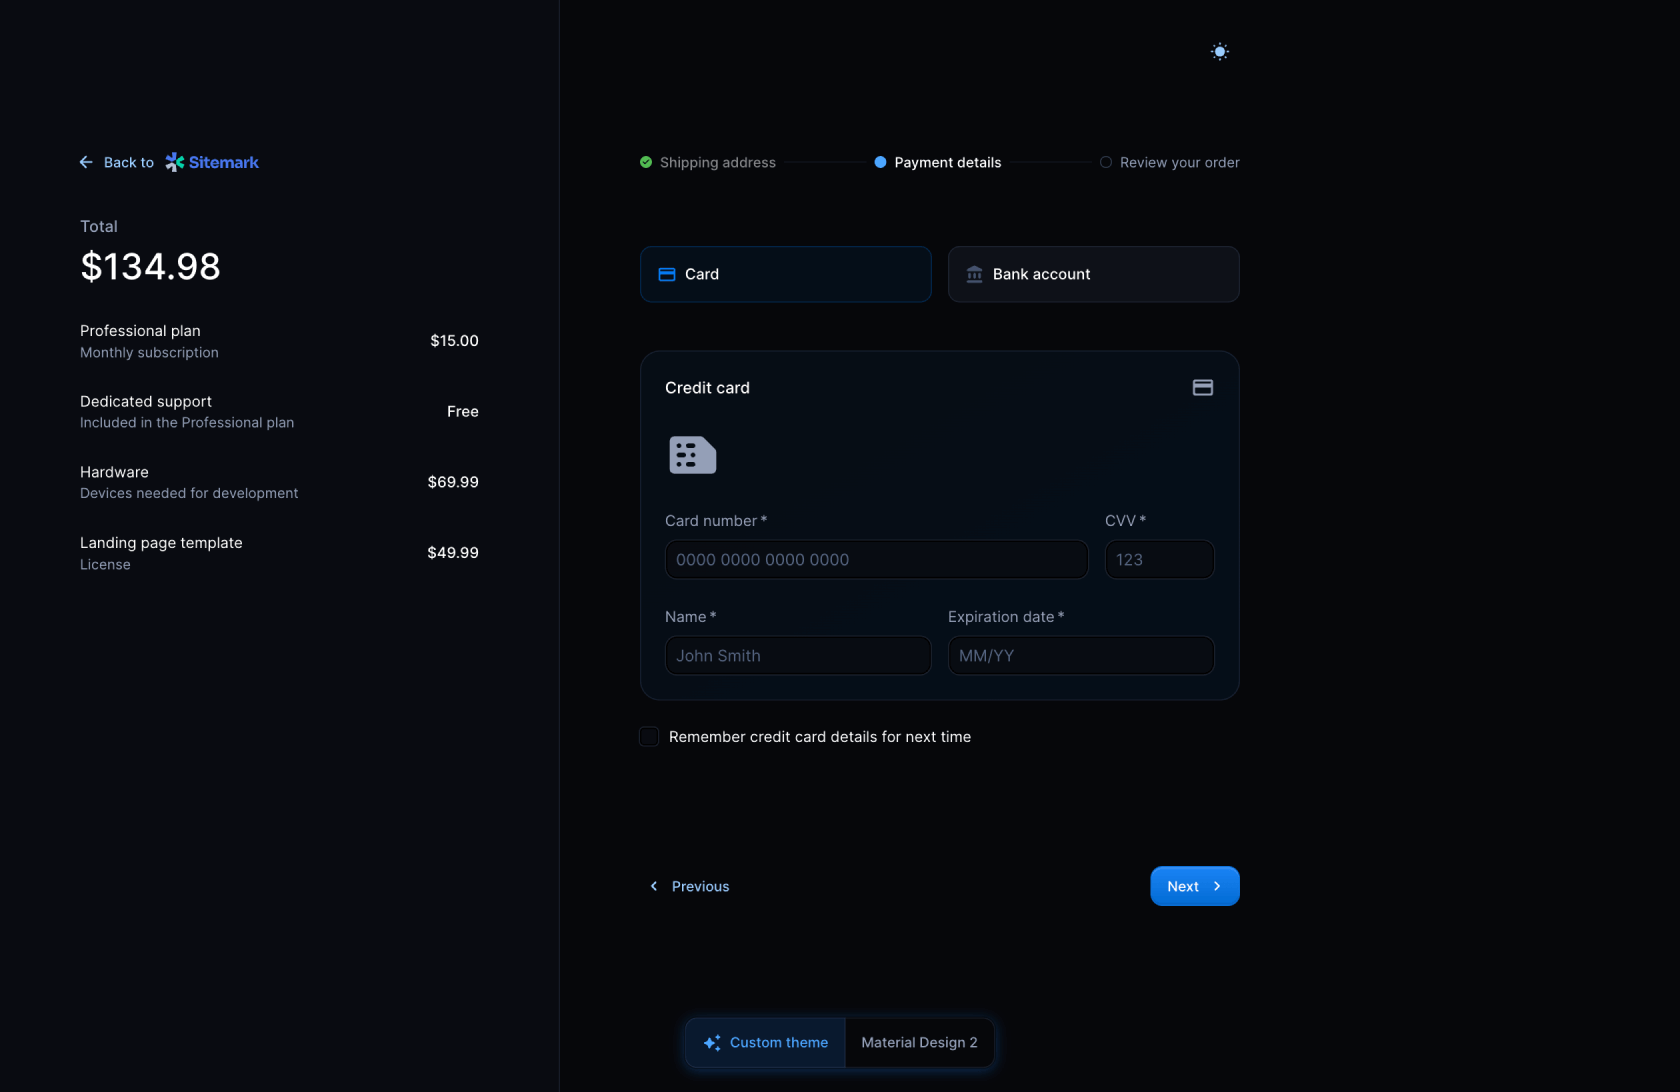 Back to Sitemark
Total
$134.98
Professional plan
Monthly subscription
$15.00
Dedicated support
Included in the Professional plan
Free
Hardware
Devices needed for development
$69.99
Landing page template
License
$49.99
Shipping address
Payment details
Review your order
Card
Bank account
Credit card
Card number *
CVV *
0000 0000 0000 0000
123
Name *
Expiration date *
John Smith
MM/YY
Remember credit card details for next time
Previous
Next
Custom theme
Material Design 2